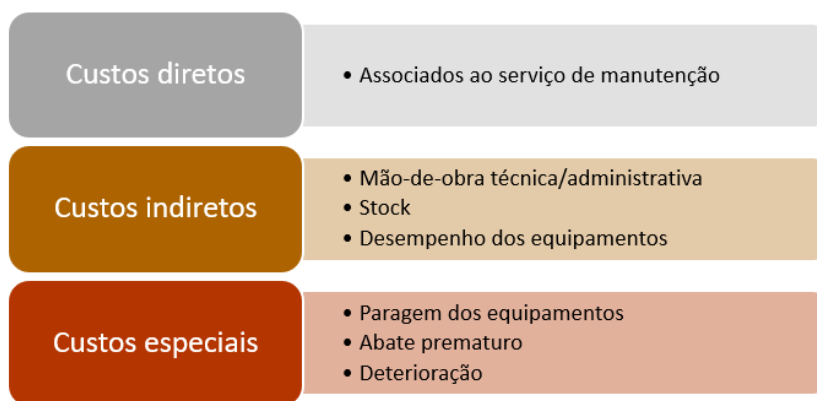 Custos diretos
• Associados ao serviço de manutenção
Custos indiretos
• Mão-de-obra técnica/administrativa
• Stock
• Desempenho dos equipamentos
Custos especiais
• Paragem dos equipamentos
• Abate prematuro
• Deterioração